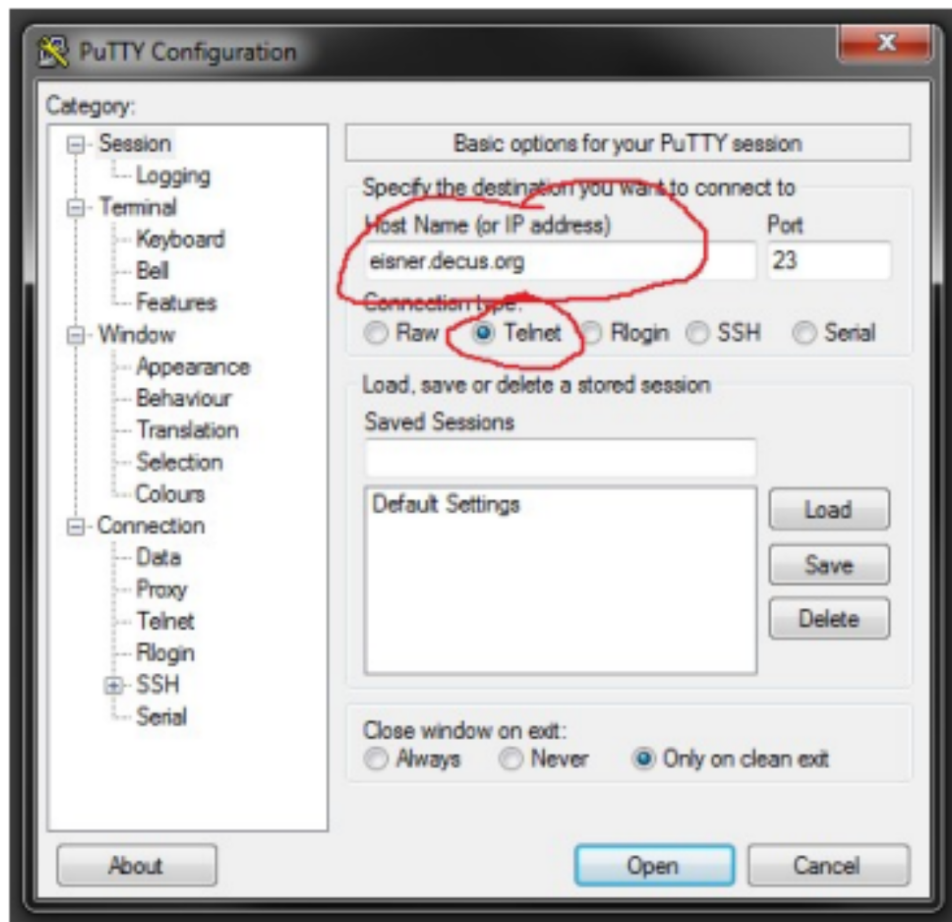 PuTTY Configuration
Category:
Session
Logging
Terminal
Keyboard
Bell
Features
Window
Appearance
Behaviour
Translation
Selection
Colours
Connection
Data
Proxy
Telnet
Rlogin
SSH
Serial
Basic options for your PuTTY session
Specify the destination you want to connect to
Host Name (or IP address) Port
eisner.decus.org 23
Connection type:
Raw Telnet Rlogin SSH Serial
Load, save or delete a stored session
Saved Sessions
Default Settings
Load
Save
Delete
Close window on exit:
Always Never Only on clean exit
About Open Cancel